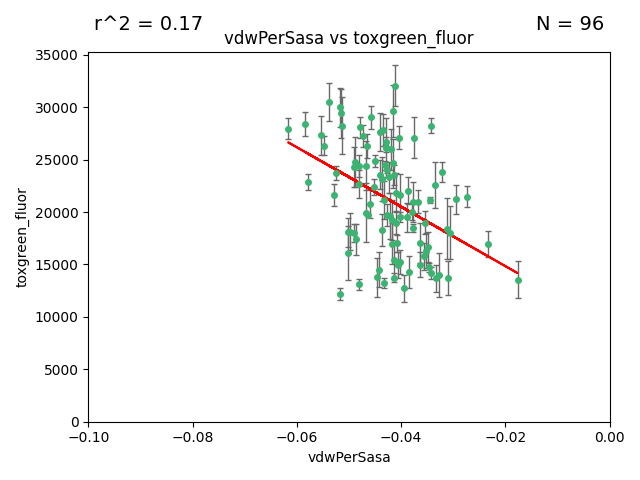 r^2 = 0.17
N = 96
vdwPerSasa vs toxgreen_fluor
35000
30000
25000
20000
15000
10000
5000
0
toxgreen_fluor
−0.10
−0.08
−0.06
−0.04
−0.02
0.00
vdwPerSasa